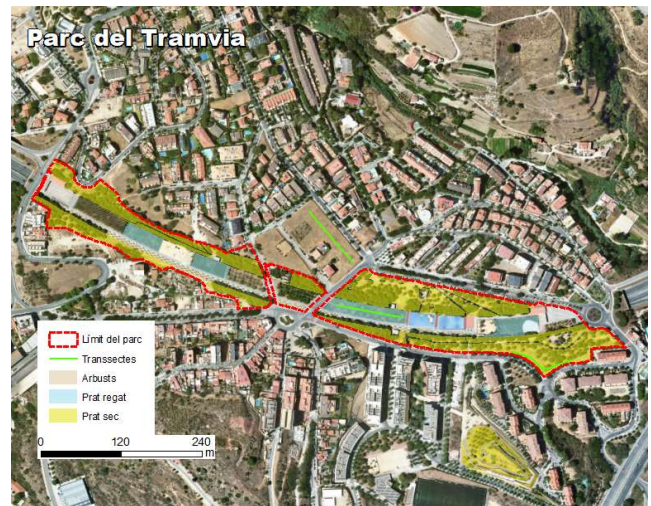 Parc del Tramvia
Límit del parc
Transsectes
Arbusts
Prat regat
Prat sec
0 120 240
m